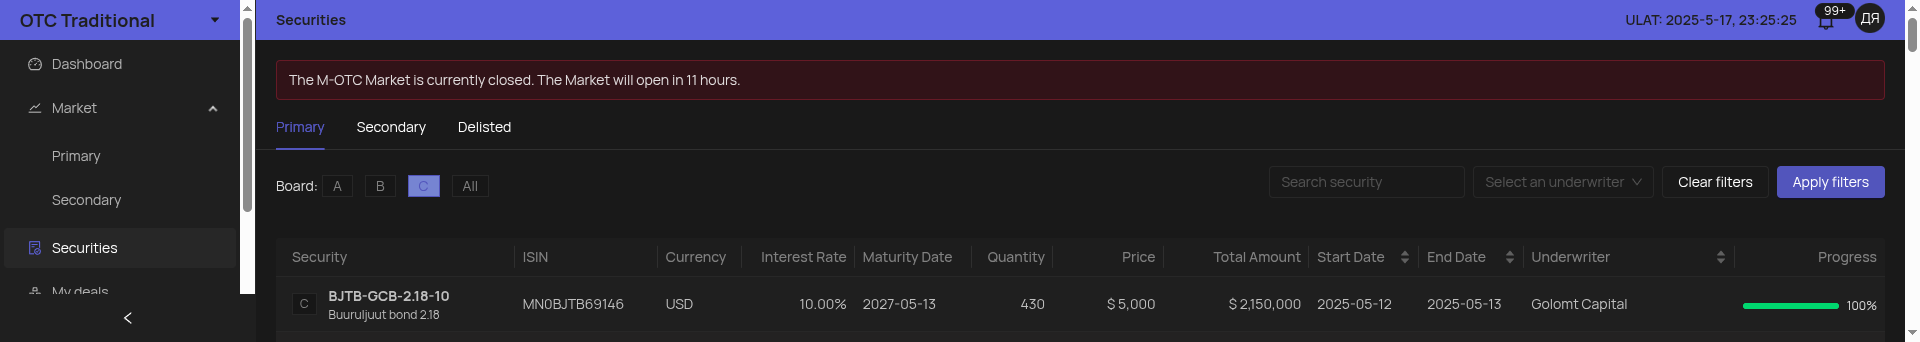 OTC Traditional
Securities
ULAT: 2025-5-17, 23:25:25
99+
ДЯ
Dashboard
Market
Primary
Secondary
Securities
My deals
The M-OTC Market is currently closed. The Market will open in 11 hours.
Primary Secondary Delisted
Board: A B C All
Search security
Select an underwriter
Clear filters
Apply filters
Security ISIN Currency Interest Rate Maturity Date Quantity Price Total Amount Start Date End Date Underwriter Progress
C BJTB-GCB-2.18-10 MN0BJTB69146 USD 10.00% 2027-05-13 430 $ 5,000 $ 2,150,000 2025-05-12 2025-05-13 Golomt Capital 100%
Buuruljuut bond 2.18